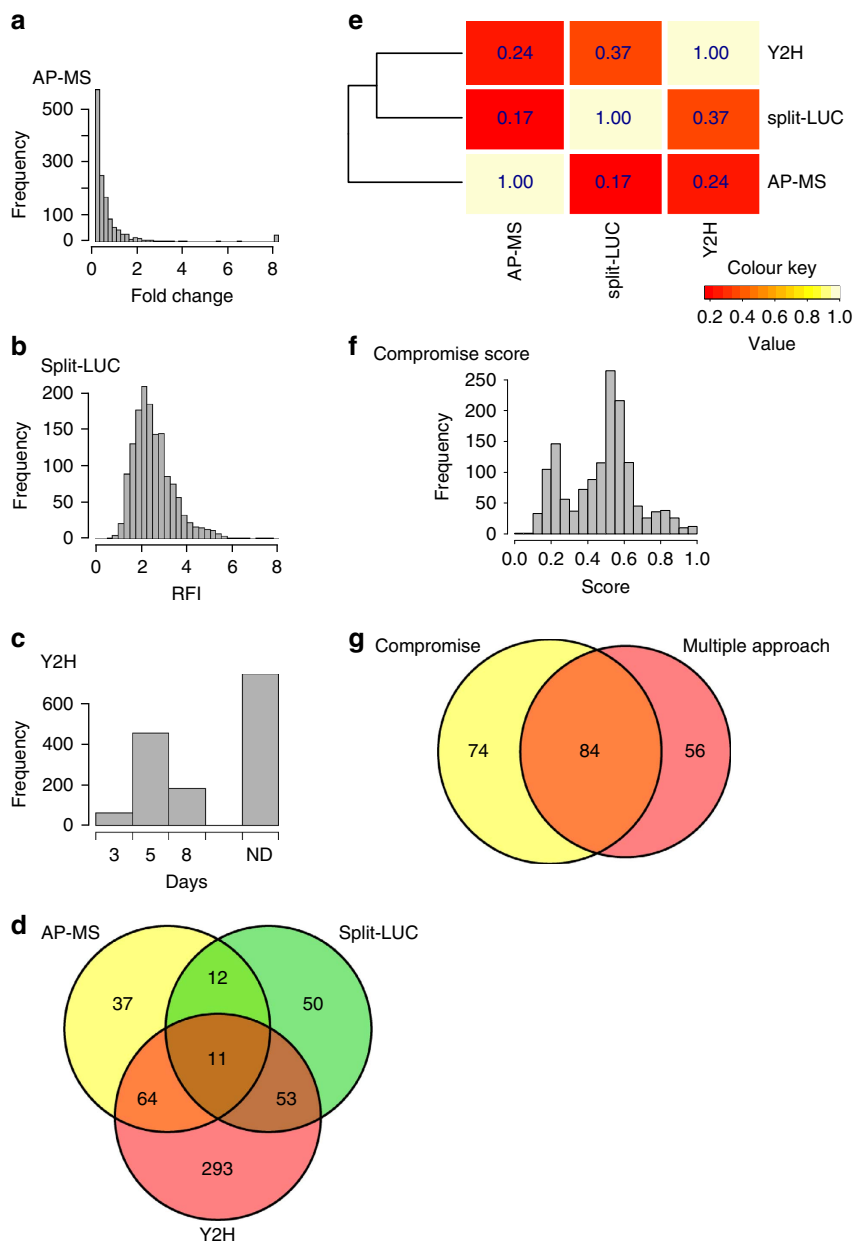 a
AP-MS
Frequency
500
300
100
0
0 2 4 6 8
Fold change
b
Split-LUC
Frequency
200
150
100
50
0
0 2 4 6 8
RFI
c
Y2H
Frequency
600
400
200
0
3 5 8 ND
Days
d
AP-MS
Split-LUC
37
12
50
11
64
53
293
Y2H
e
0.24 0.37 1.00 Y2H
0.17 1.00 0.37 split-LUC
1.00 0.17 0.24 AP-MS
AP-MS
split-LUC
Y2H
Colour key
0.2 0.4 0.6 0.8 1.0
Value
f
Compromise score
Frequency
250
200
150
100
50
0
0.0 0.2 0.4 0.6 0.8 1.0
Score
g
Compromise
Multiple approach
74
84
56